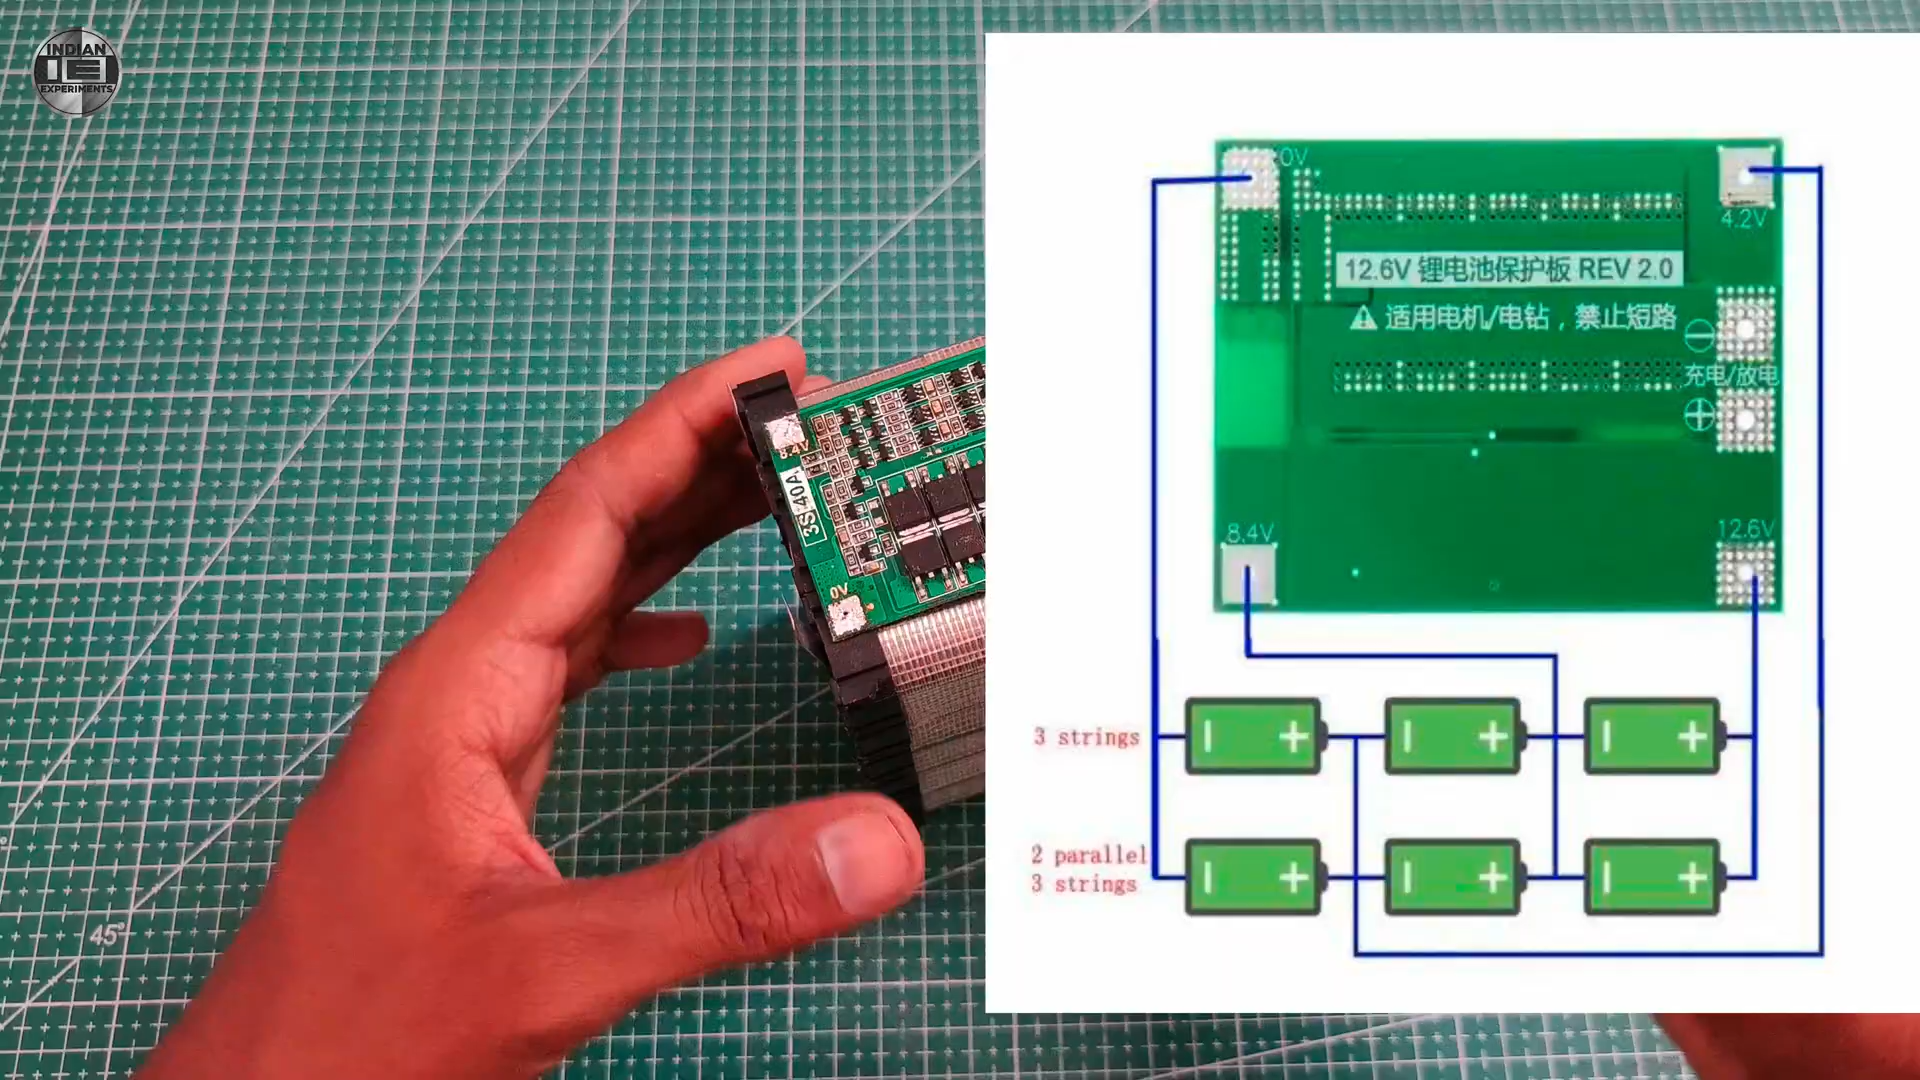 INDIAN
IE
EXPERIMENTS
45°
8.4V
3S 40A
0V
0V
4.2V
12.6V 锂电池保护板 REV 2.0
适用电机/电钻，禁止短路
充电/放电
8.4V
12.6V
3 strings
2 parallel
3 strings